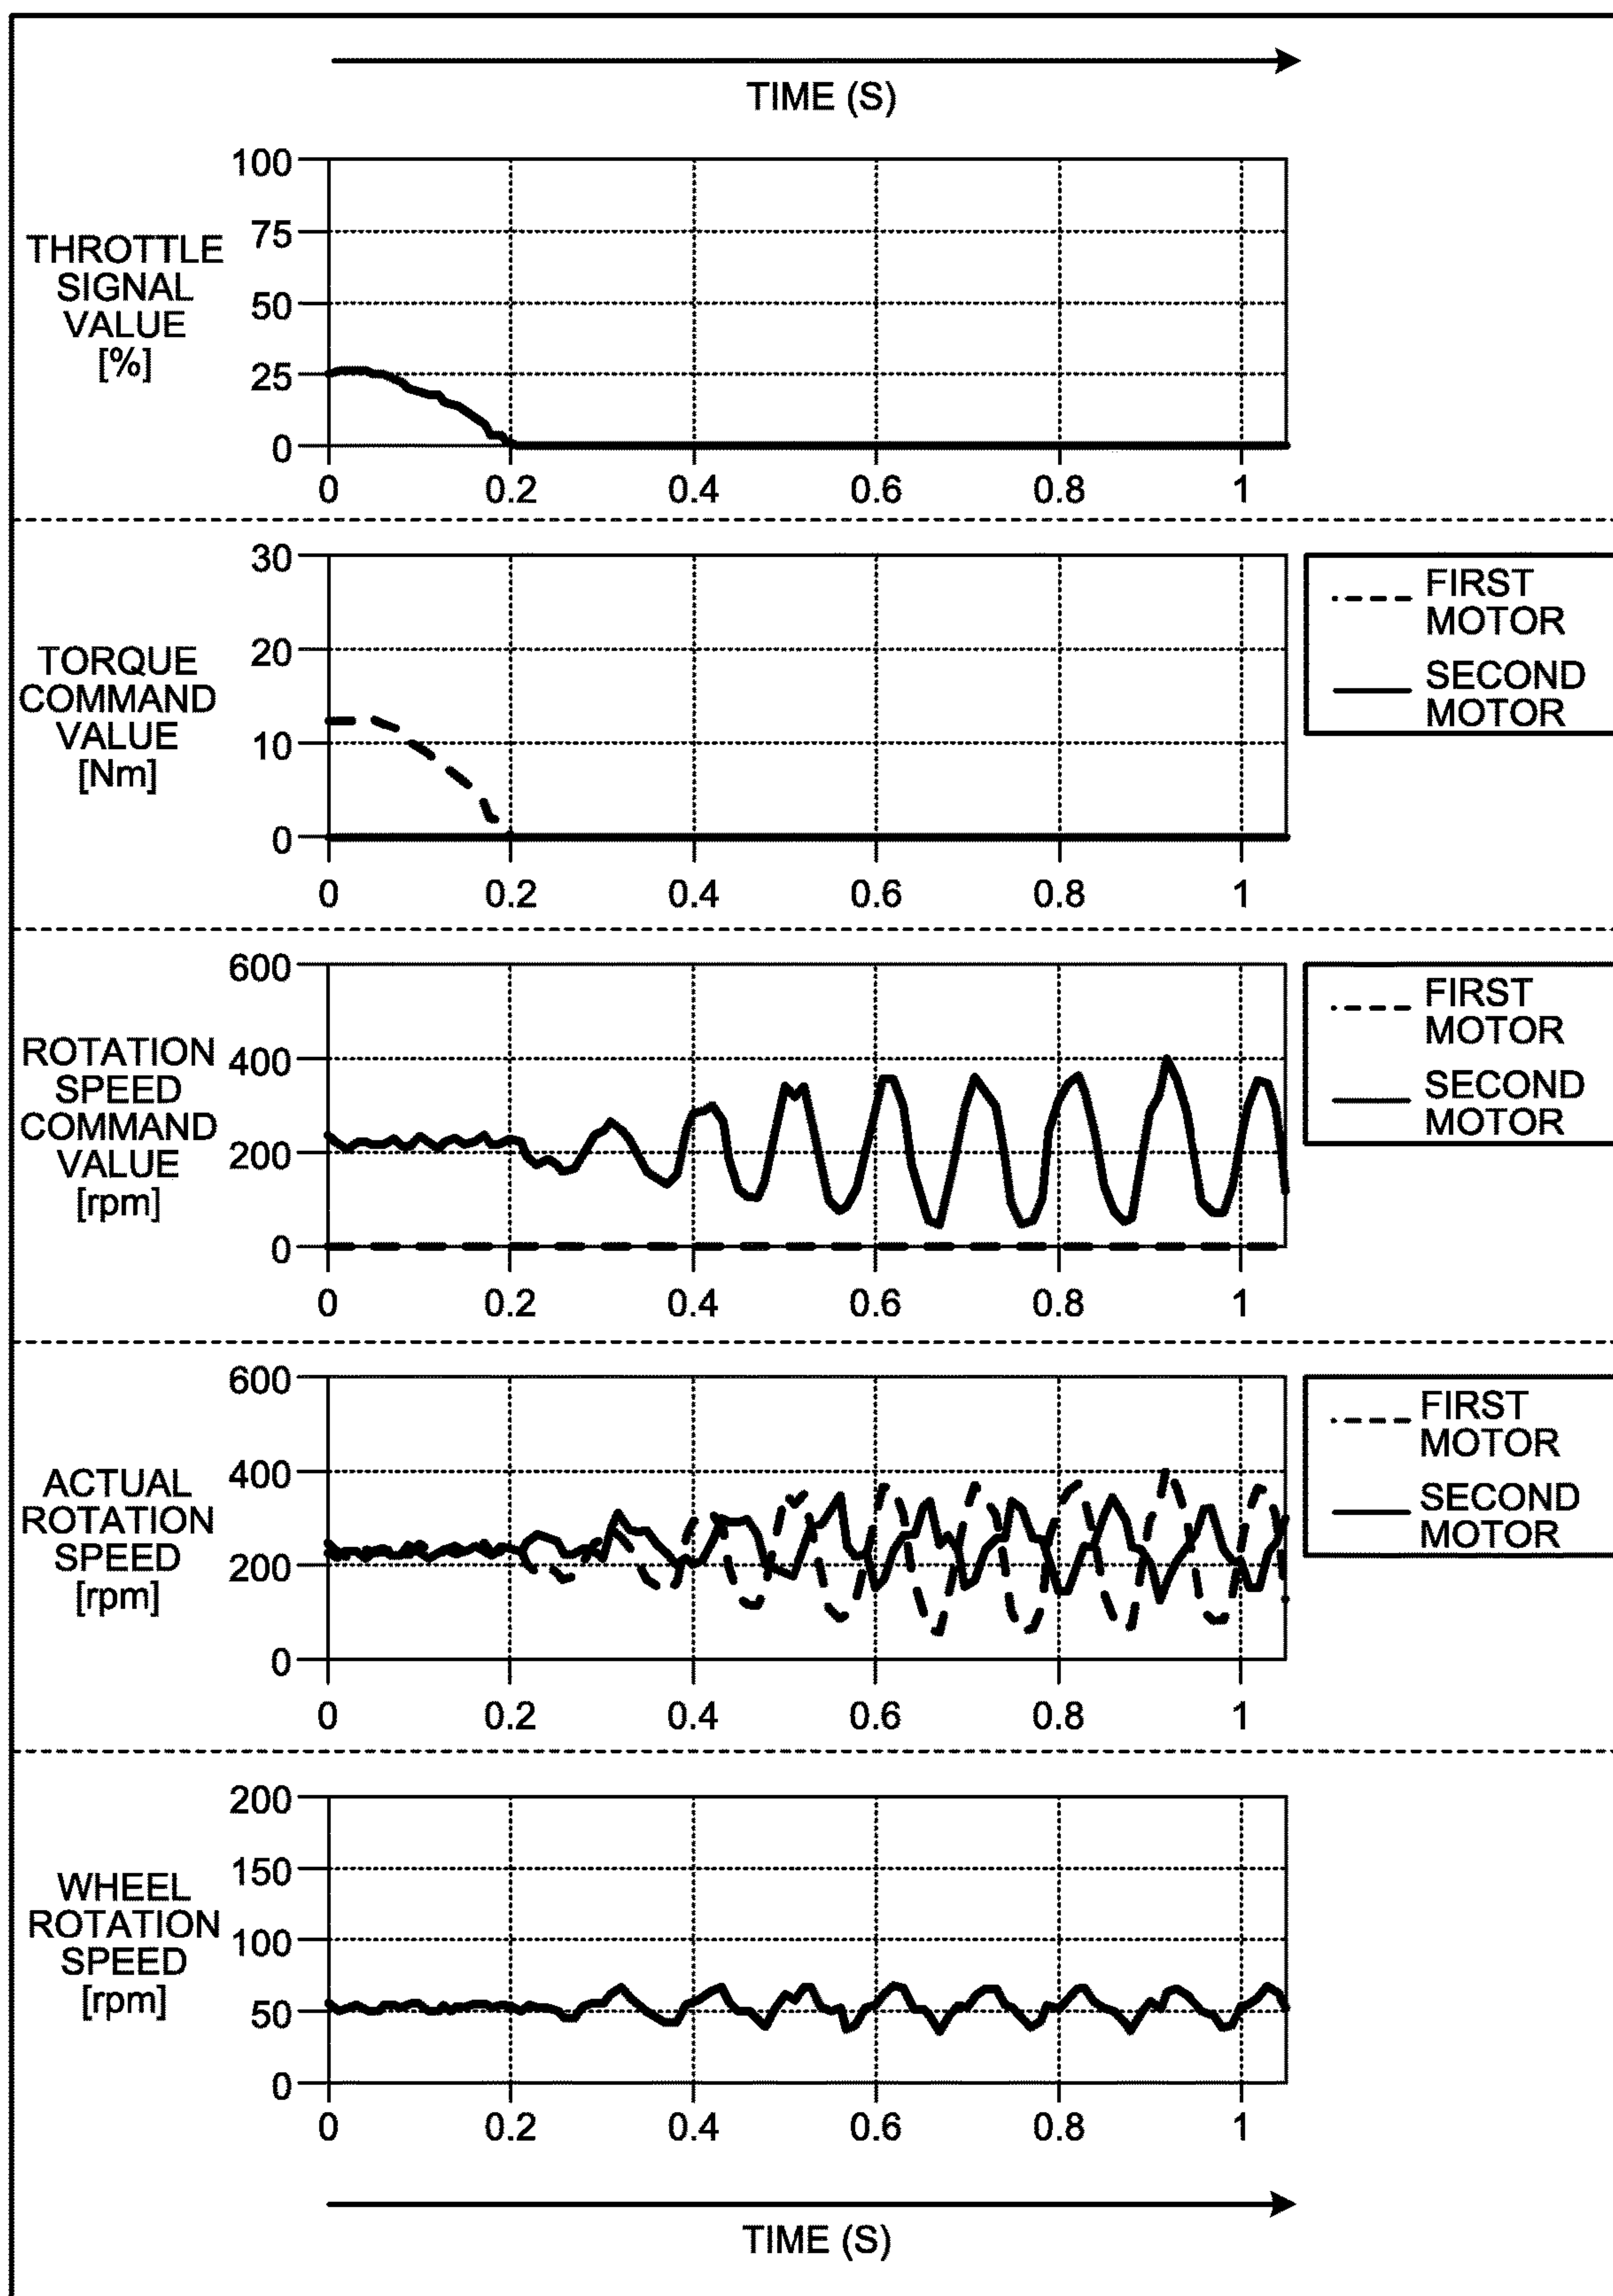 TIME (S)
THROTTLE
SIGNAL
VALUE
[%]
100
75
50
25
0
0 0.2 0.4 0.6 0.8 1
TORQUE
COMMAND
VALUE
[Nm]
30
20
10
0
0 0.2 0.4 0.6 0.8 1
FIRST
MOTOR
SECOND
MOTOR
ROTATION
SPEED
COMMAND
VALUE
[rpm]
600
400
200
0
0 0.2 0.4 0.6 0.8 1
FIRST
MOTOR
SECOND
MOTOR
ACTUAL
ROTATION
SPEED
[rpm]
600
400
200
0
0 0.2 0.4 0.6 0.8 1
FIRST
MOTOR
SECOND
MOTOR
WHEEL
ROTATION
SPEED
[rpm]
200
150
100
50
0
0 0.2 0.4 0.6 0.8 1
TIME (S)